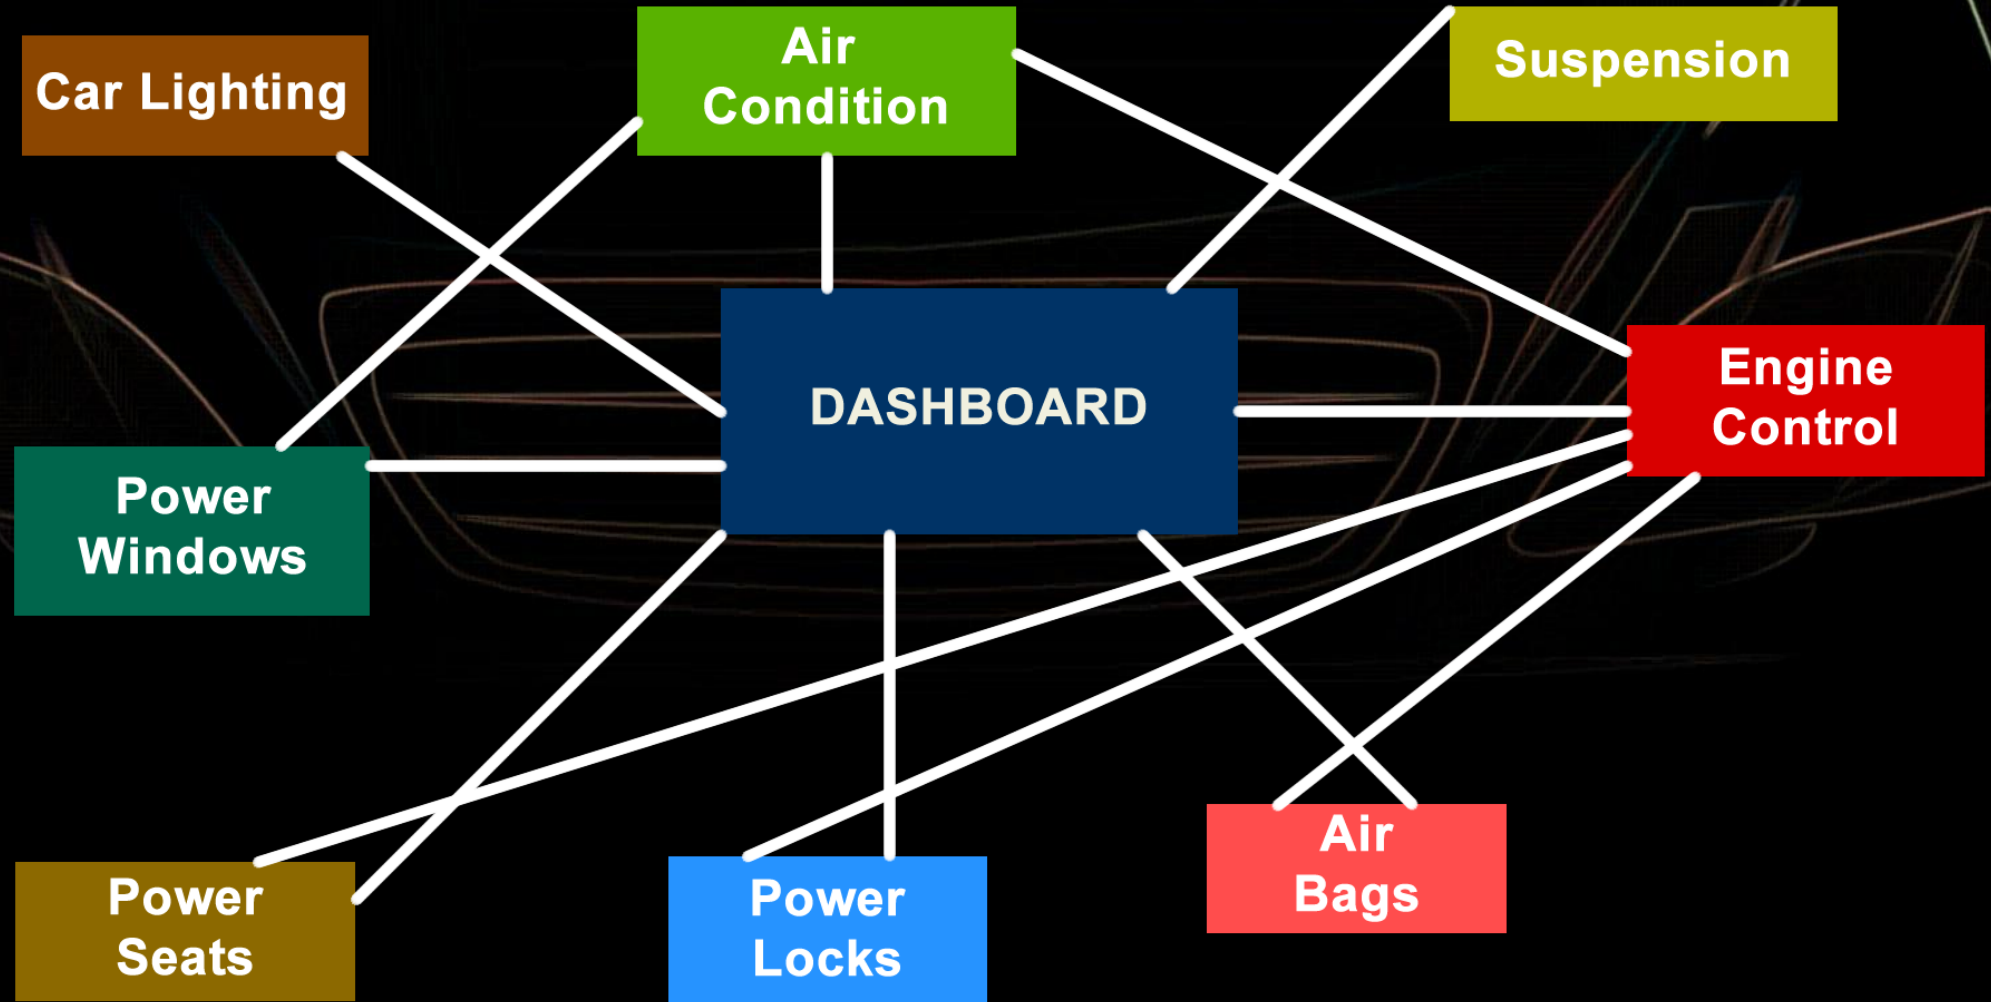 Car Lighting
Air
Condition
Suspension
DASHBOARD
Engine
Control
Power
Windows
Power
Seats
Power
Locks
Air
Bags